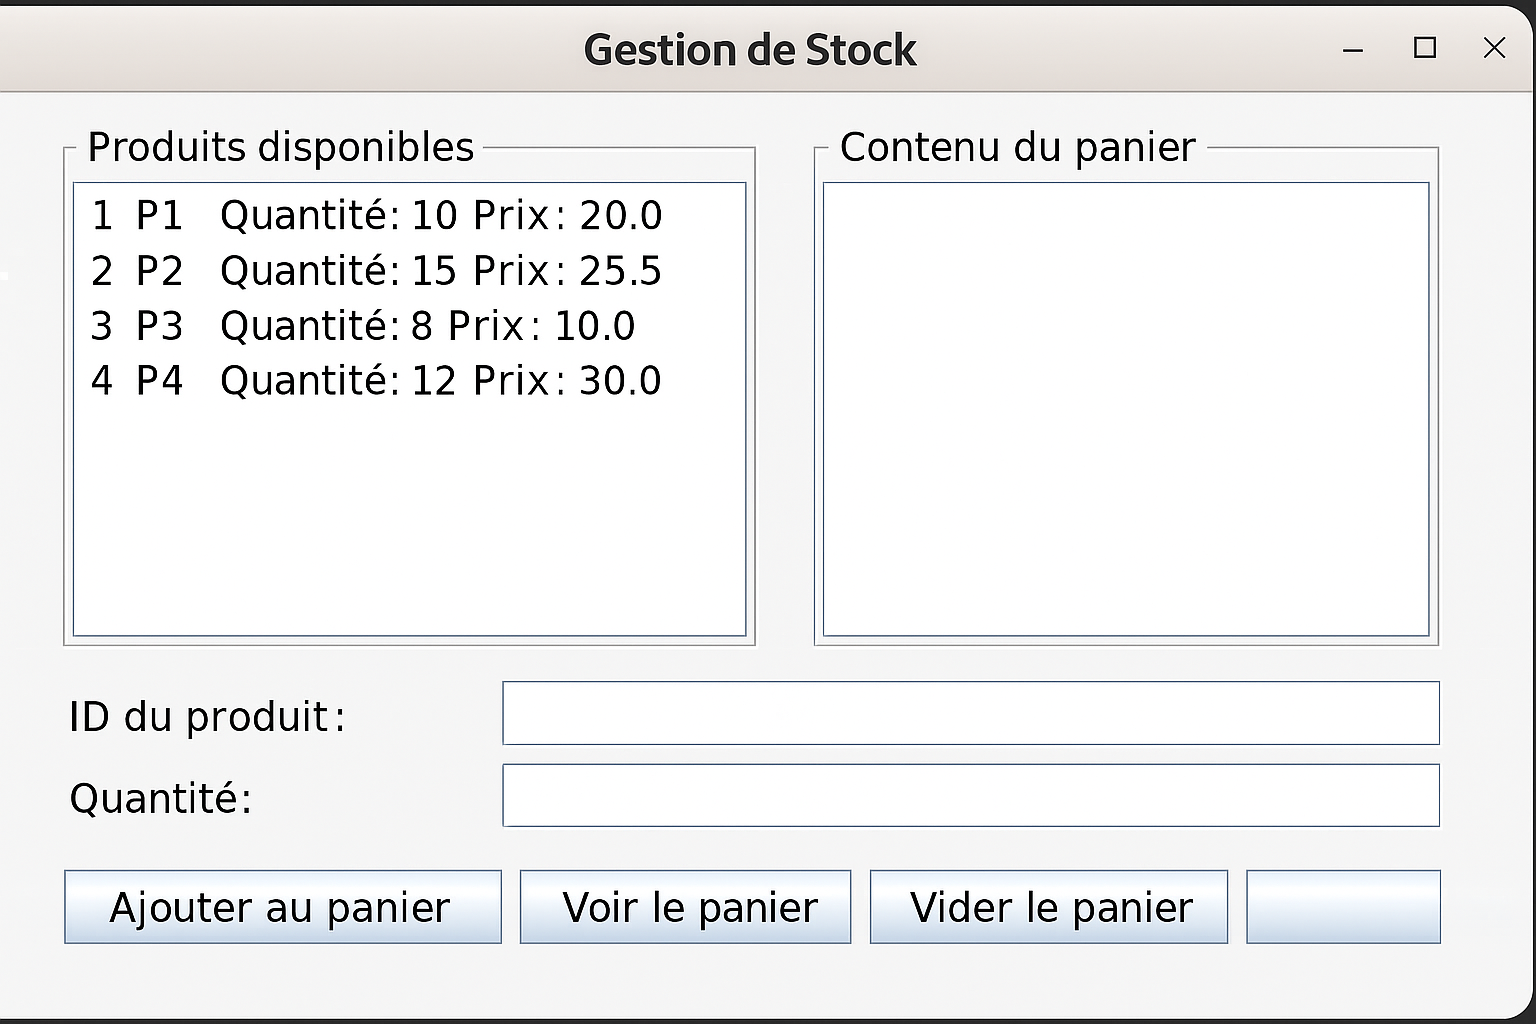 Gestion de Stock
Produits disponibles
1 P1 Quantité: 10 Prix: 20.0
2 P2 Quantité: 15 Prix: 25.5
3 P3 Quantité: 8 Prix: 10.0
4 P4 Quantité: 12 Prix: 30.0
Contenu du panier
ID du produit:
Quantité:
Ajouter au panier
Voir le panier
Vider le panier